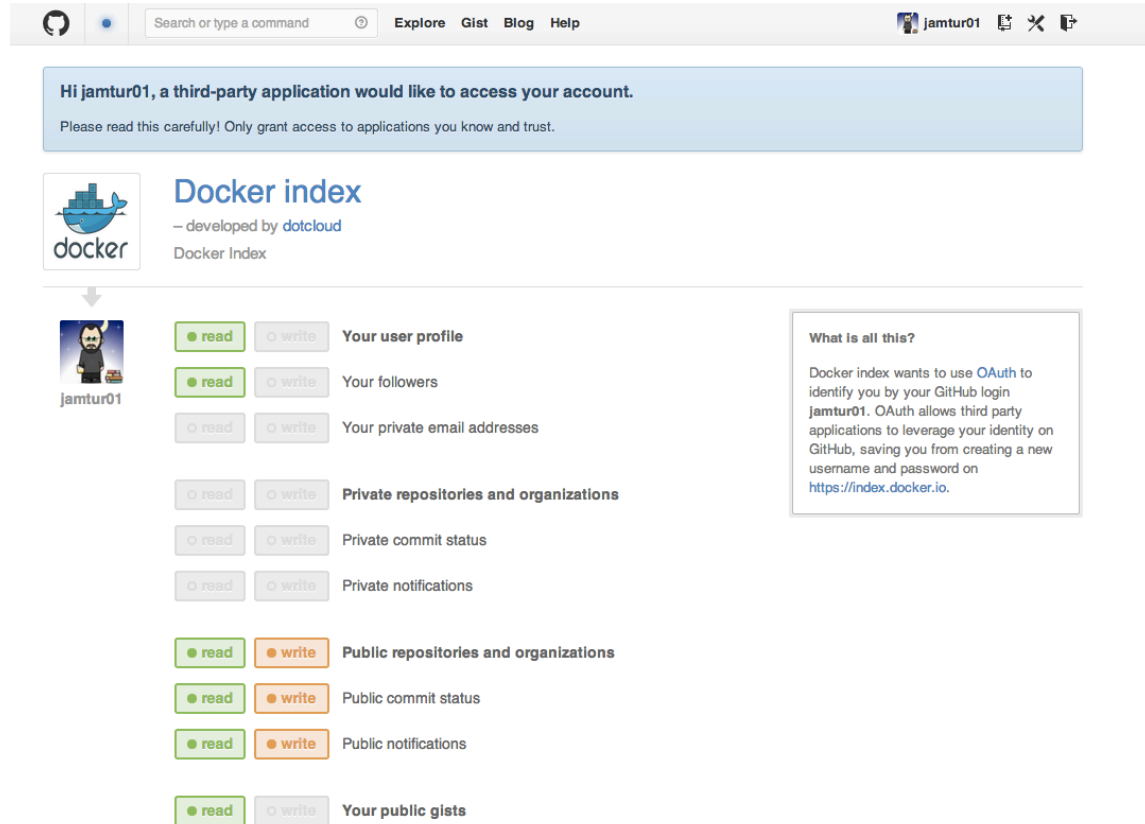 Search or type a command
Explore Gist Blog Help
jamtur01
Hi jamtur01, a third-party application would like to access your account.
Please read this carefully! Only grant access to applications you know and trust.
docker
Docker index
– developed by dotcloud
Docker Index
jamtur01
read write Your user profile
read write Your followers
read write Your private email addresses
read write Private repositories and organizations
read write Private commit status
read write Private notifications
read write Public repositories and organizations
read write Public commit status
read write Public notifications
read write Your public gists
What is all this?
Docker index wants to use OAuth to
identify you by your GitHub login
jamtur01. OAuth allows third party
applications to leverage your identity on
GitHub, saving you from creating a new
username and password on
https://index.docker.io.